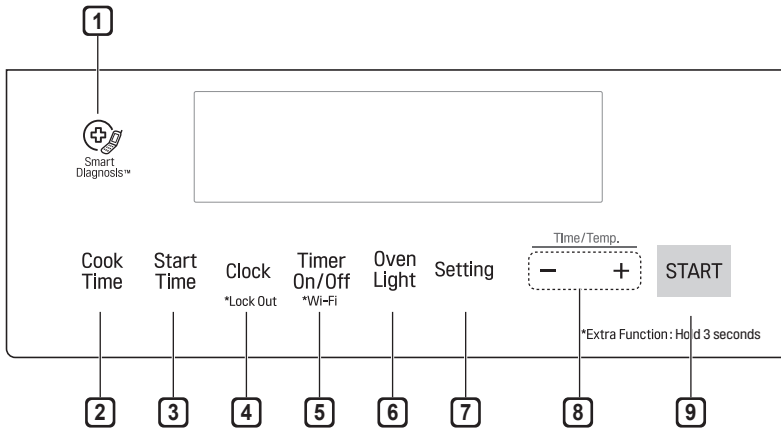 1
Smart
Diagnosis™
Time/Temp.
Cook
Time
Start
Time
Clock
*Lock Out
Timer
On/Off
*Wi-Fi
Oven
Light
Setting
− +
START
*Extra Function : Hold 3 seconds
2 3 4 5 6 7 8 9